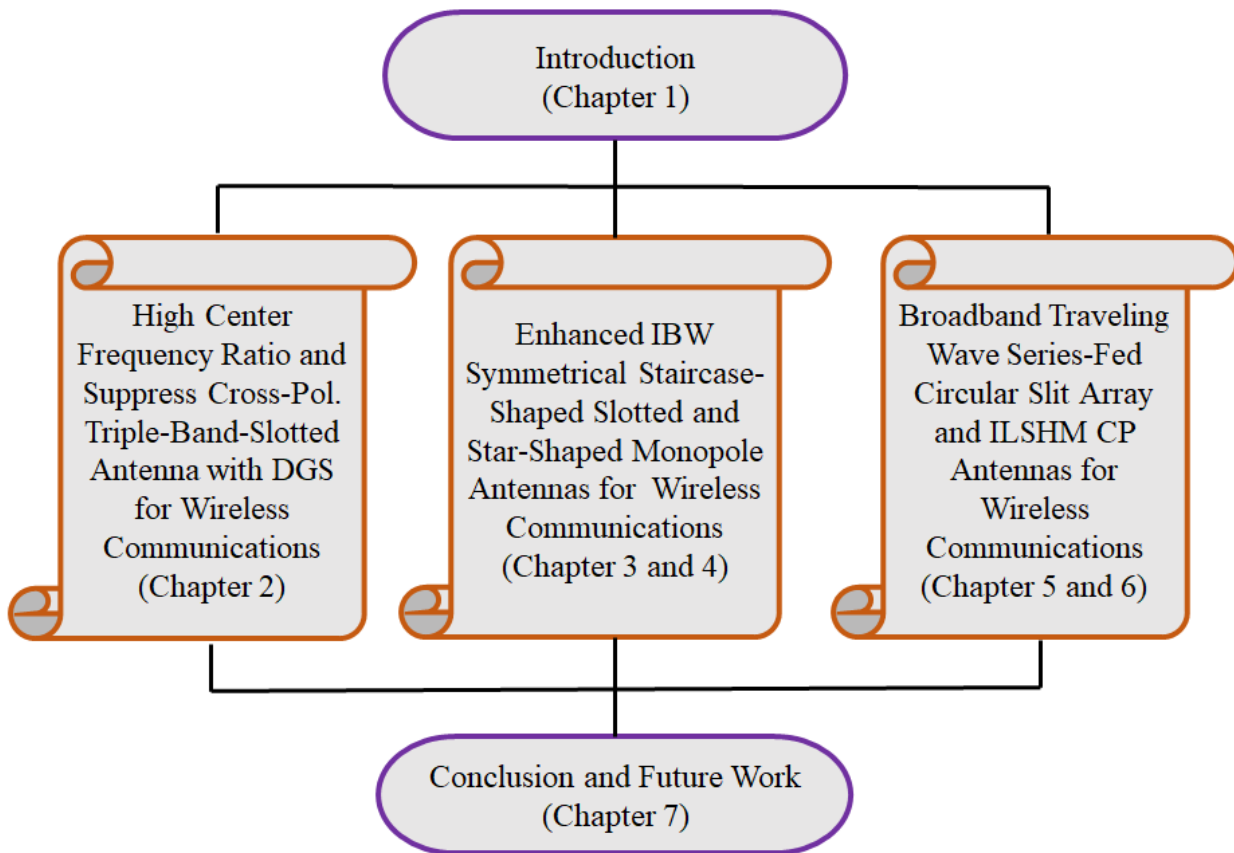 Introduction
(Chapter 1)
High Center
Frequency Ratio and
Suppress Cross-Pol.
Triple-Band-Slotted
Antenna with DGS
for Wireless
Communications
(Chapter 2)
Enhanced IBW
Symmetrical Staircase-
Shaped Slotted and
Star-Shaped Monopole
Antennas for Wireless
Communications
(Chapter 3 and 4)
Broadband Traveling
Wave Series-Fed
Circular Slit Array
and ILSHM CP
Antennas for
Wireless
Communications
(Chapter 5 and 6)
Conclusion and Future Work
(Chapter 7)